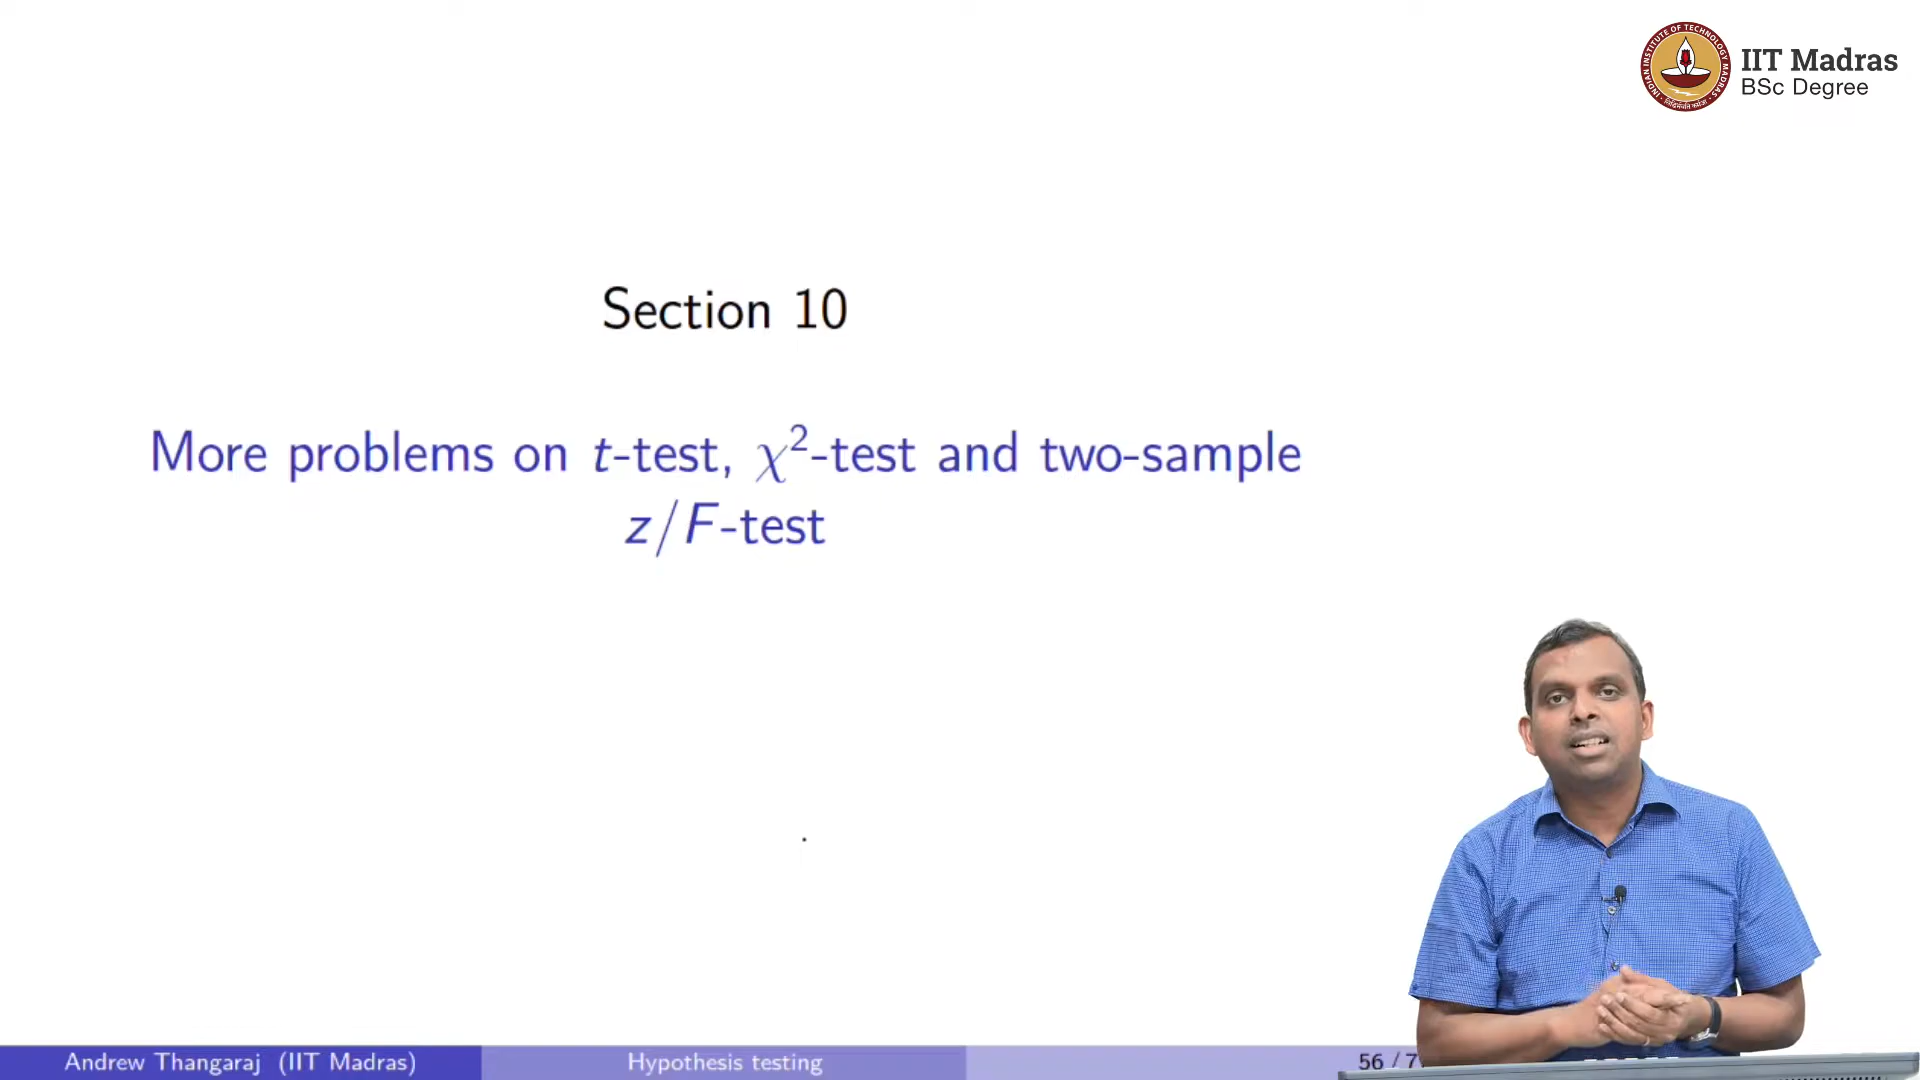 IIT Madras
BSc Degree
Section 10
More problems on t-test, χ²-test and two-sample
z/F-test
Andrew Thangaraj (IIT Madras)
Hypothesis testing
56 / 7